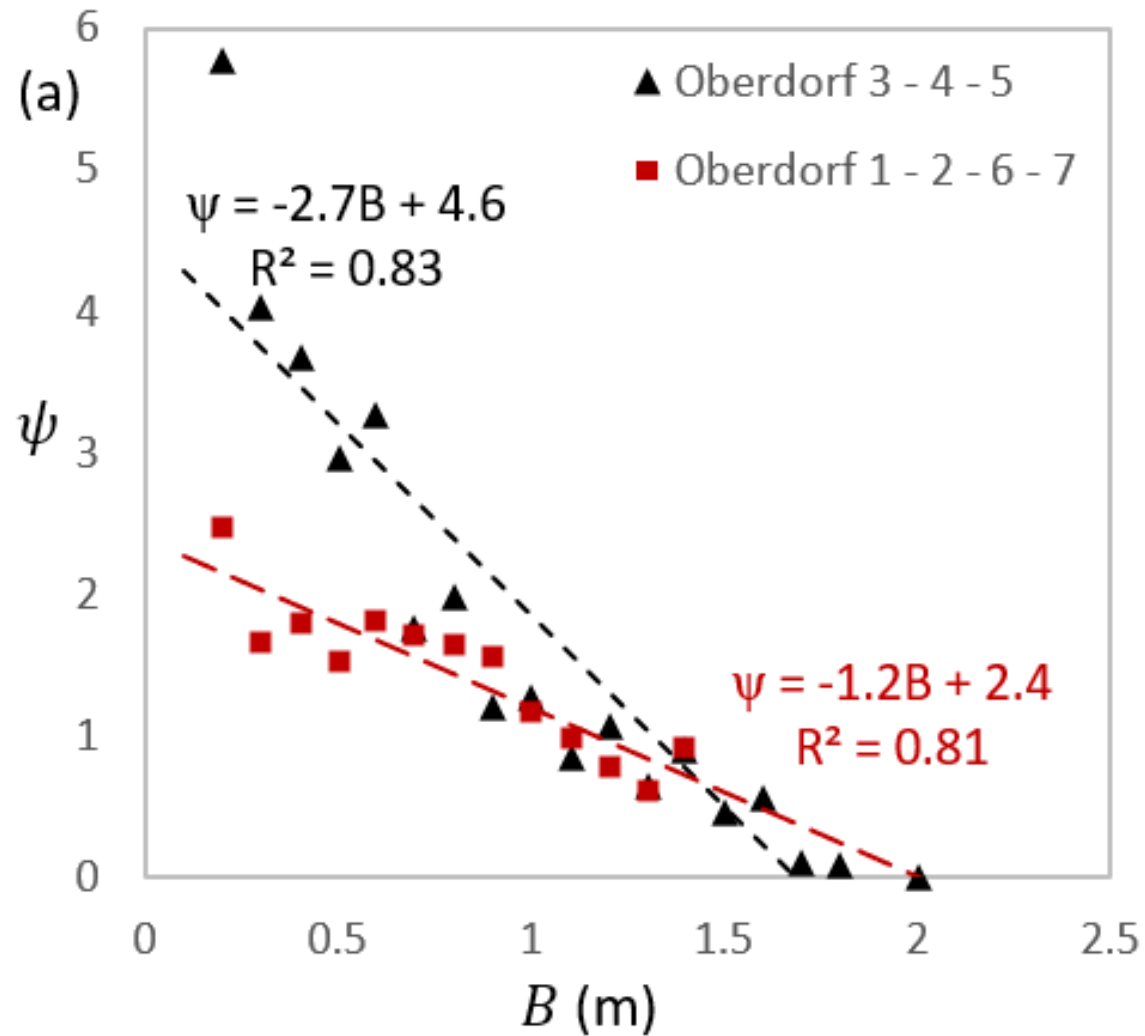 (a)
▲ Oberdorf 3 - 4 - 5
■ Oberdorf 1 - 2 - 6 - 7
ψ = -2.7B + 4.6
R² = 0.83
ψ = -1.2B + 2.4
R² = 0.81
ψ
6
5
4
3
2
1
0
0 0.5 1 1.5 2 2.5
B (m)